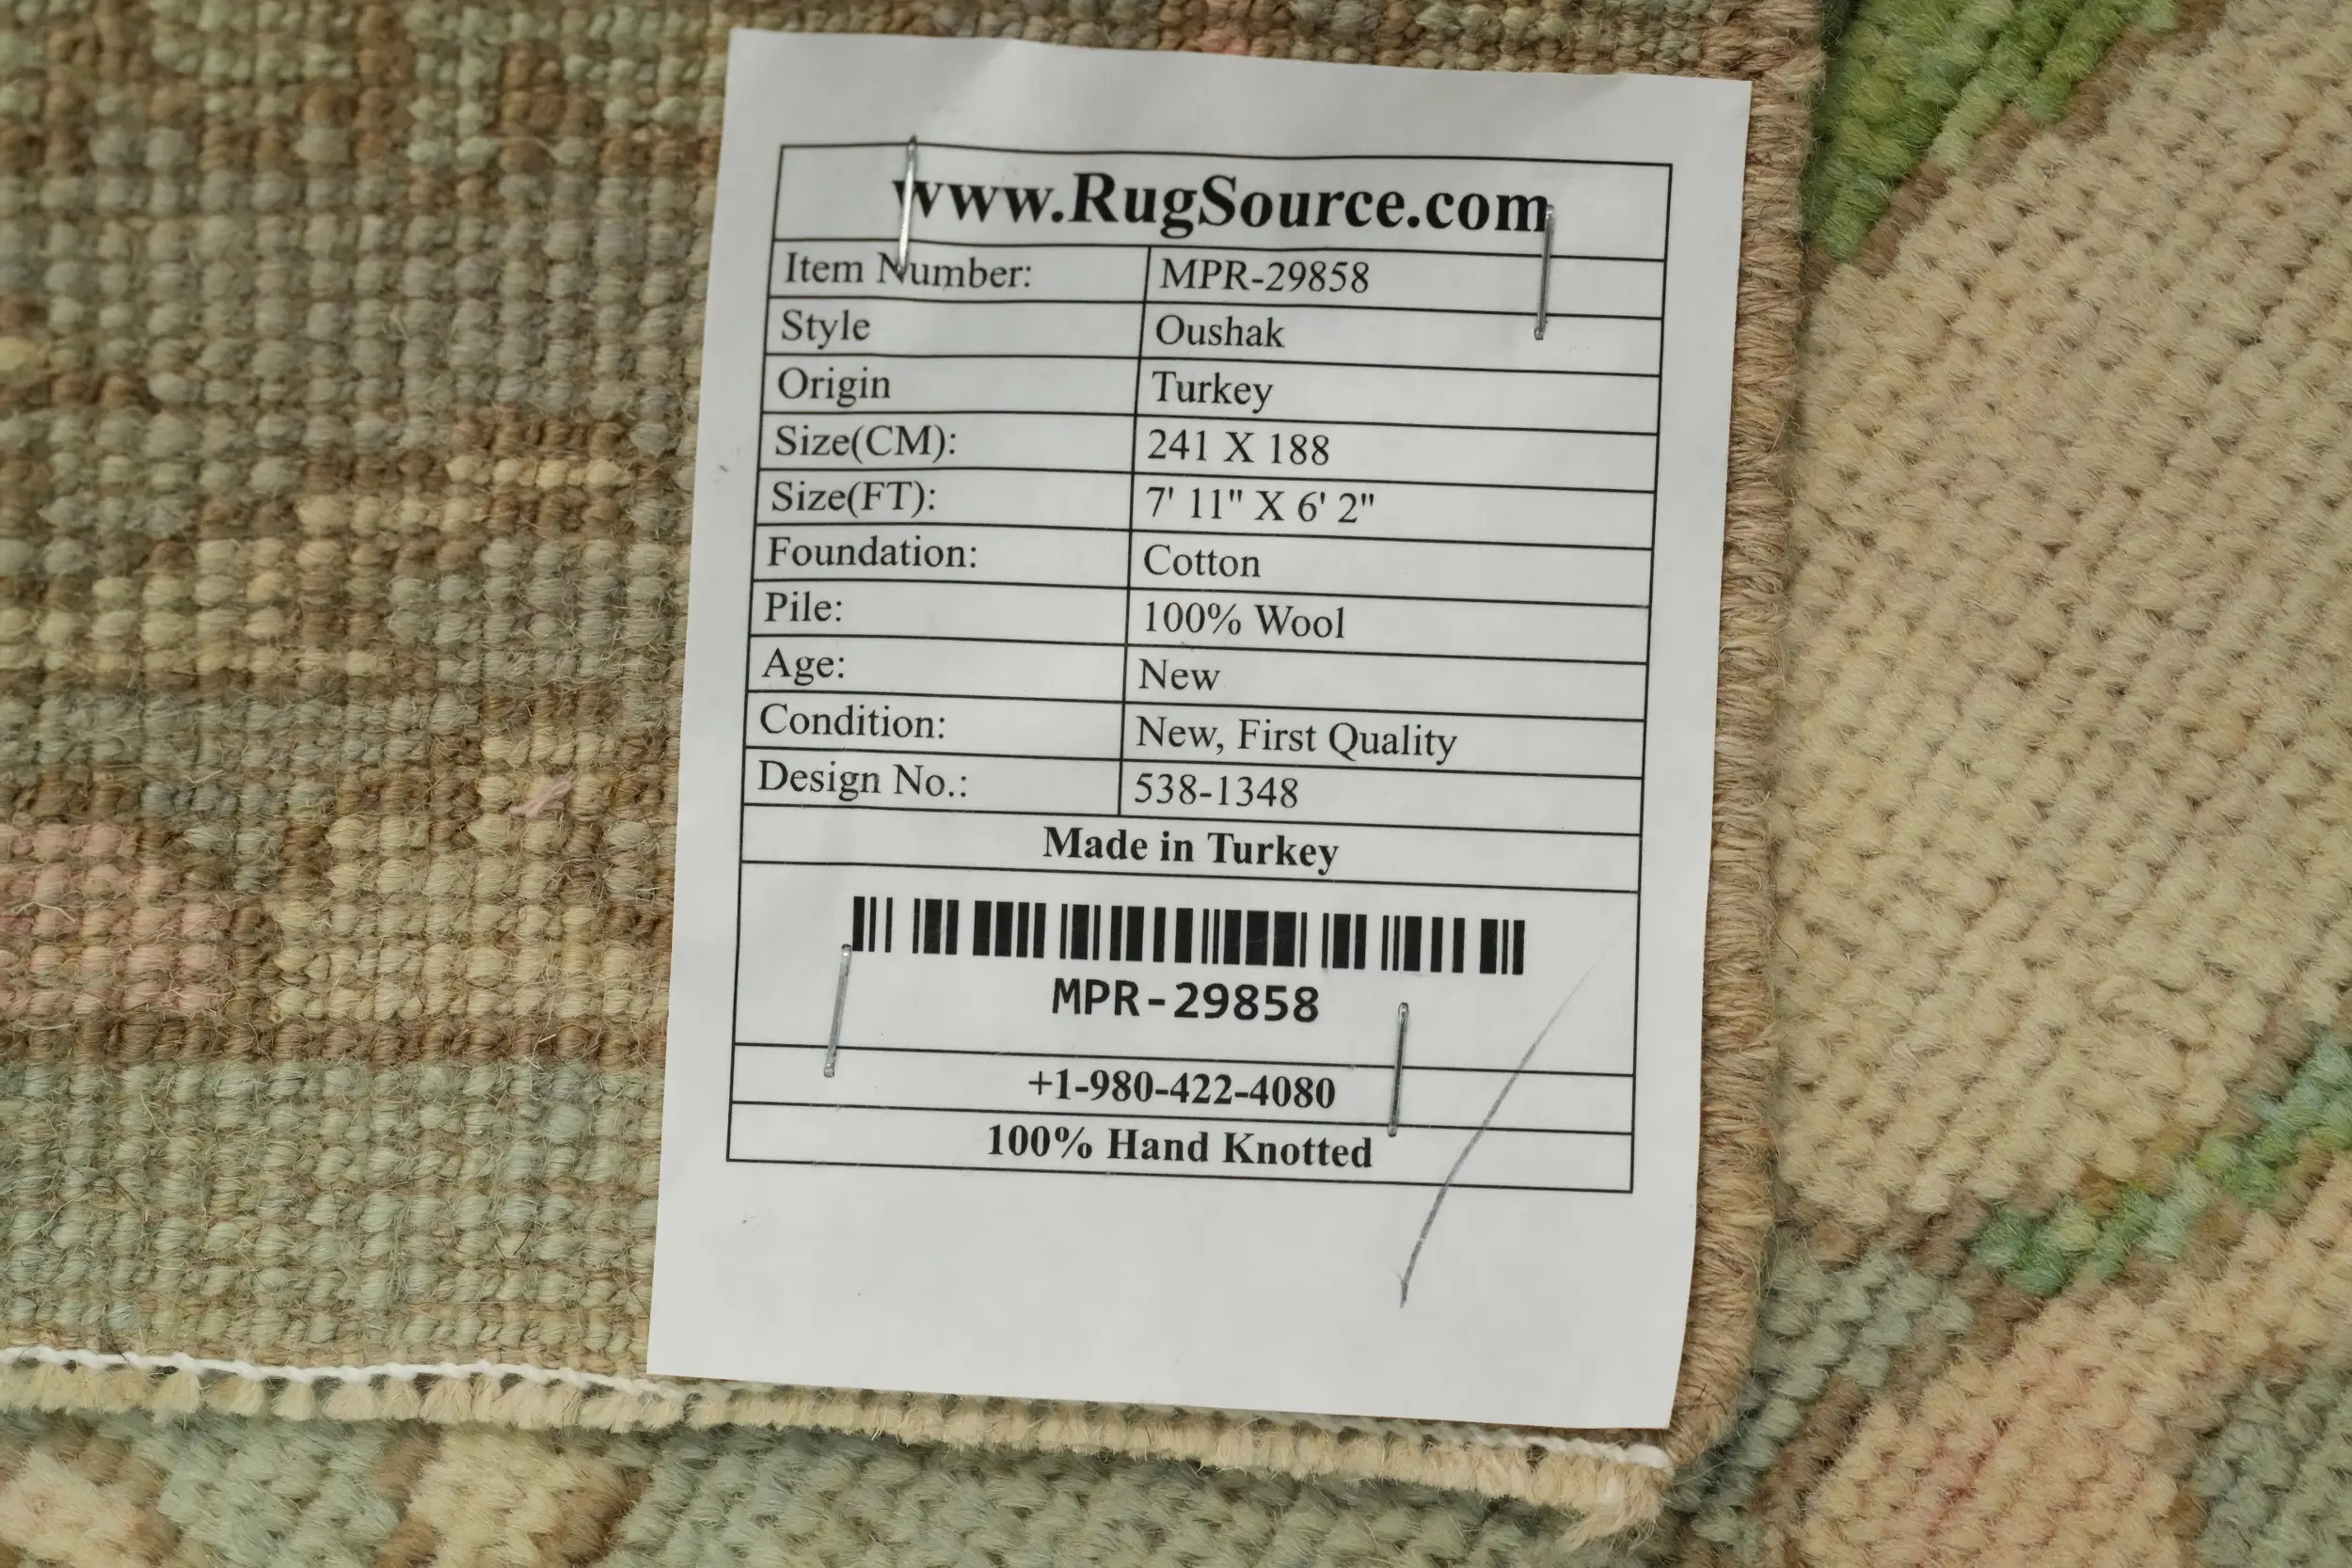 www.RugSource.com
Item Number: MPR-29858
Style Oushak
Origin Turkey
Size(CM): 241 X 188
Size(FT): 7' 11" X 6' 2"
Foundation: Cotton
Pile: 100% Wool
Age: New
Condition: New, First Quality
Design No.: 538-1348
Made in Turkey
MPR-29858
+1-980-422-4080
100% Hand Knotted